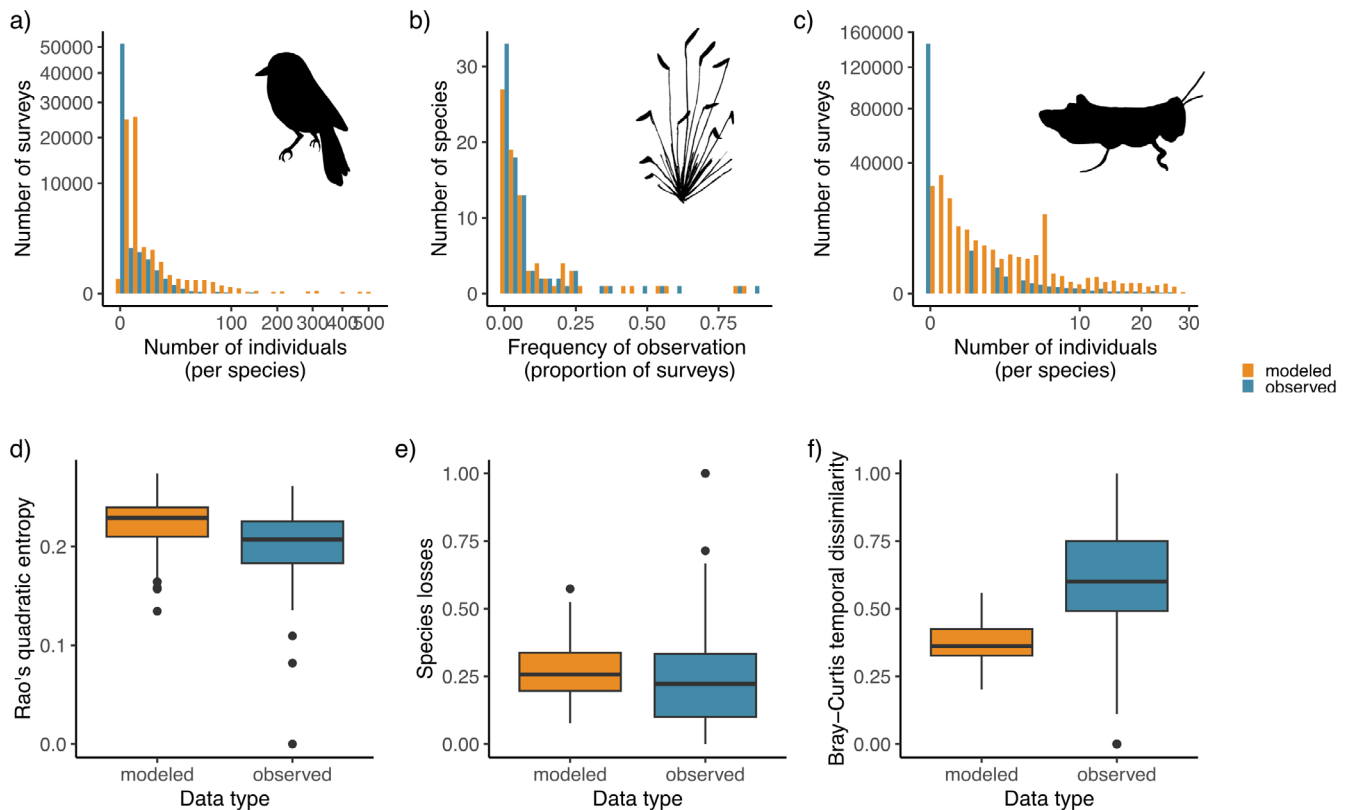 a)
50000
40000
30000
20000
10000
0
Number of surveys
0 100 200 300 400 500
Number of individuals
(per species)
b)
30
20
10
0
Number of species
0.00 0.25 0.50 0.75
Frequency of observation
(proportion of surveys)
c)
160000
120000
80000
40000
0
Number of surveys
0 10 20 30
Number of individuals
(per species)
modeled
observed
d)
0.2
0.1
0.0
Rao's quadratic entropy
modeled observed
Data type
e)
1.00
0.75
0.50
0.25
0.00
Species losses
modeled observed
Data type
f)
1.00
0.75
0.50
0.25
0.00
Bray−Curtis temporal dissimilarity
modeled observed
Data type